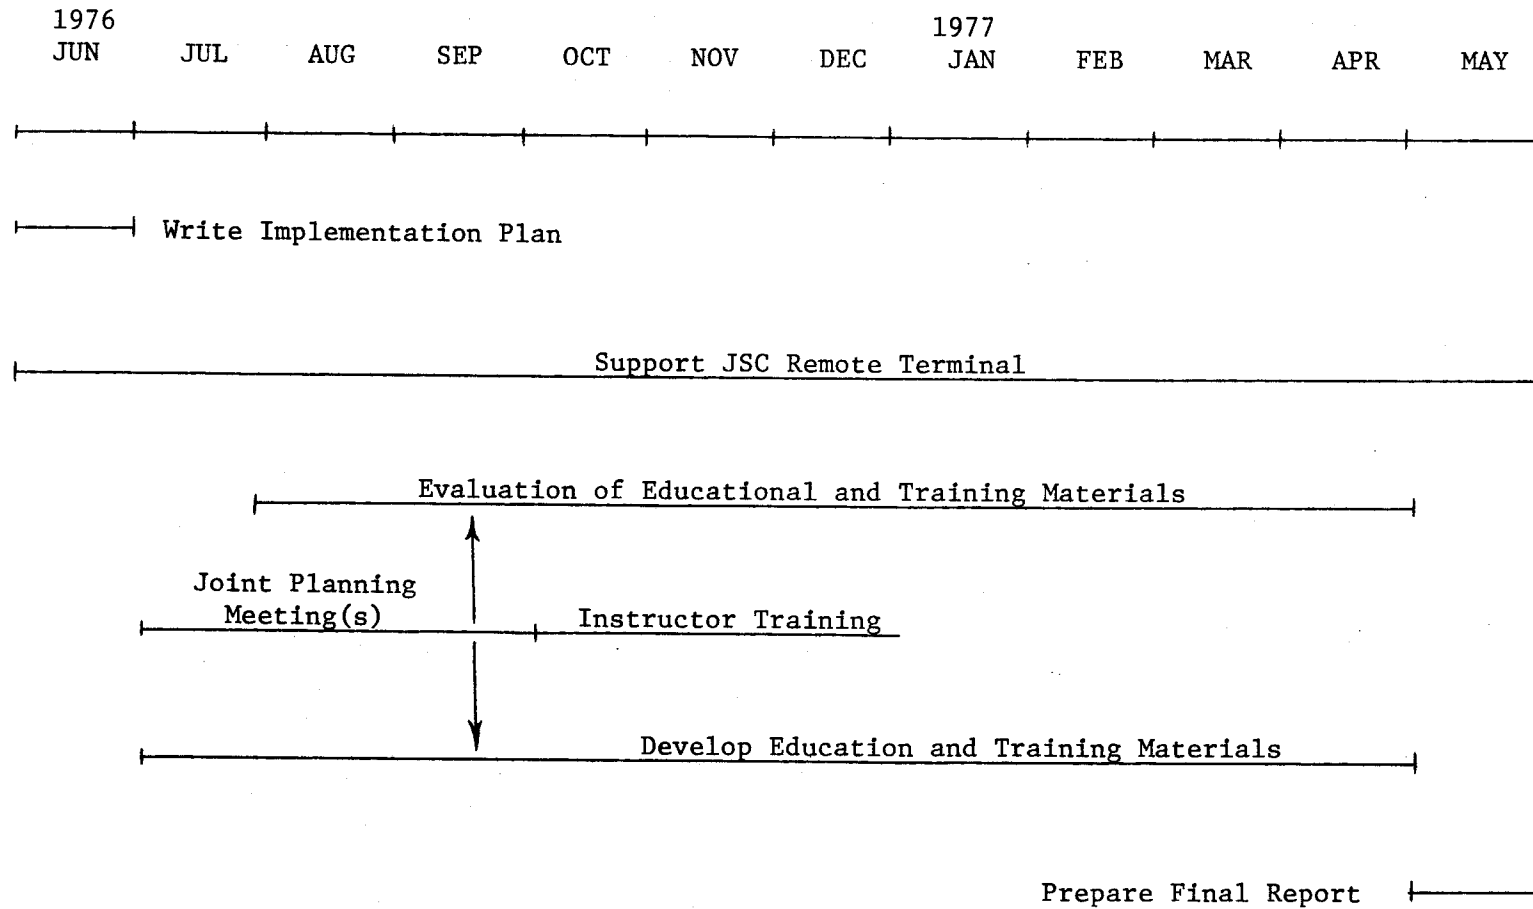 1976
1977
JUN JUL AUG SEP OCT NOV DEC JAN FEB MAR APR MAY
Write Implementation Plan
Support JSC Remote Terminal
Evaluation of Educational and Training Materials
Joint Planning
Meeting(s)
Instructor Training
Develop Education and Training Materials
Prepare Final Report